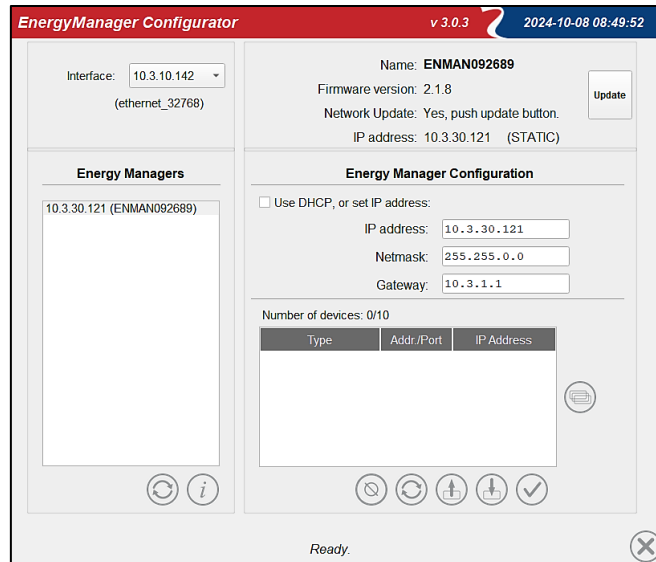 EnergyManager Configurator v 3.0.3 2024-10-08 08:49:52
Interface: 10.3.10.142
(ethernet_32768)
Name: ENMAN092689
Firmware version: 2.1.8
Network Update: Yes, push update button.
IP address: 10.3.30.121 (STATIC)
Update
Energy Managers
10.3.30.121 (ENMAN092689)
Energy Manager Configuration
Use DHCP, or set IP address:
IP address: 10.3.30.121
Netmask: 255.255.0.0
Gateway: 10.3.1.1
Number of devices: 0/10
Type Addr./Port IP Address
i
Ready.